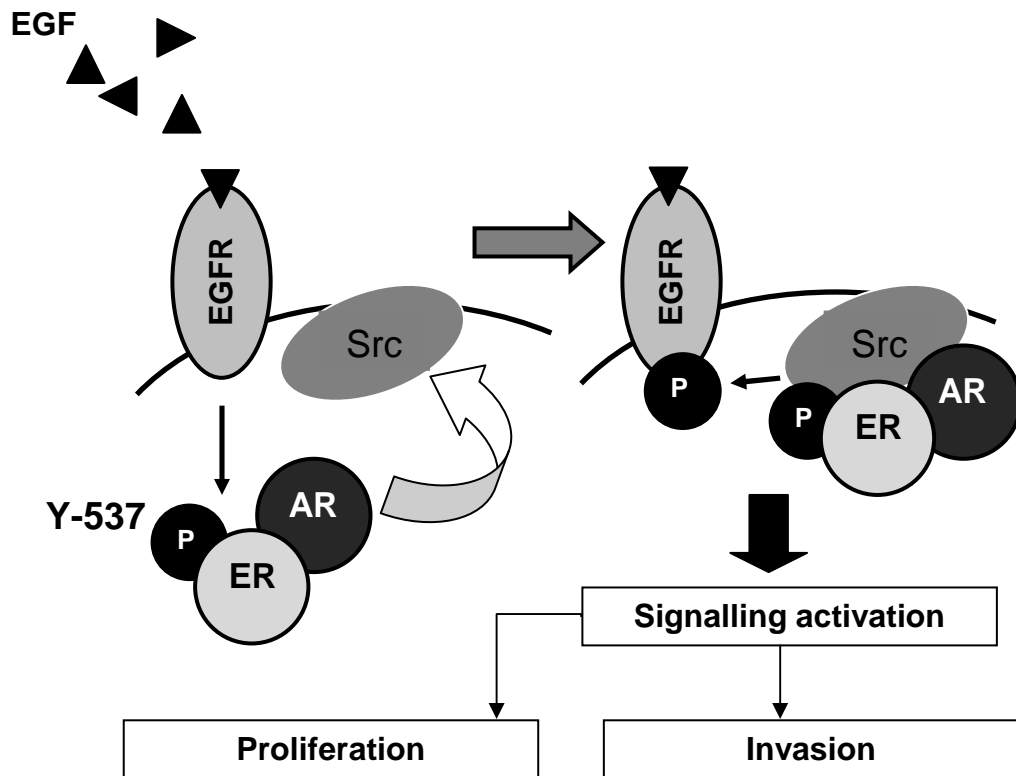 EGF
EGFR
Src
Y-537
P
AR
ER
EGFR
Src
P
P
ER
AR
Signalling activation
Proliferation
Invasion